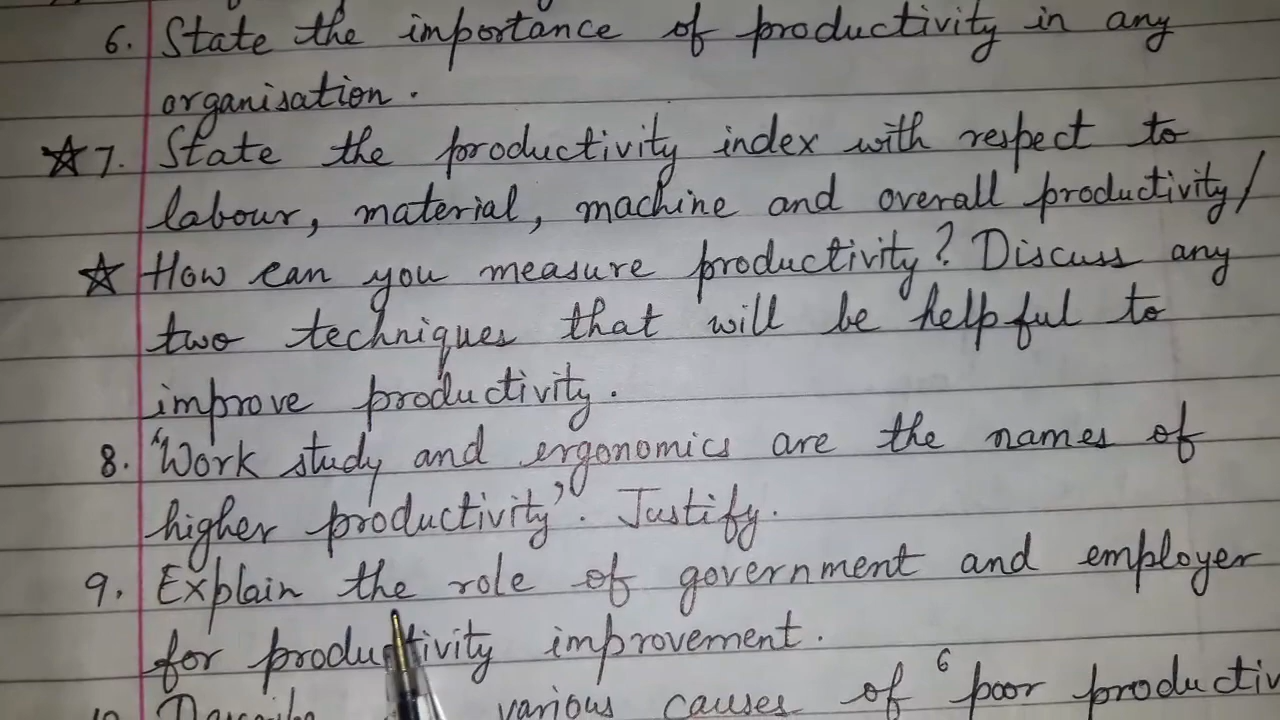 6. State the importance of productivity in any
organisation.
☆ 7. State the productivity index with respect to
labour, material, machine and overall productivity/
☆ How can you measure productivity? Discuss any
two techniques that will be helpful to
improve productivity.
8. 'Work study and ergonomics are the names of
higher productivity'. Justify.
9. Explain the role of government and employer
for productivity improvement.
10. Describe various causes of 6 poor productiv